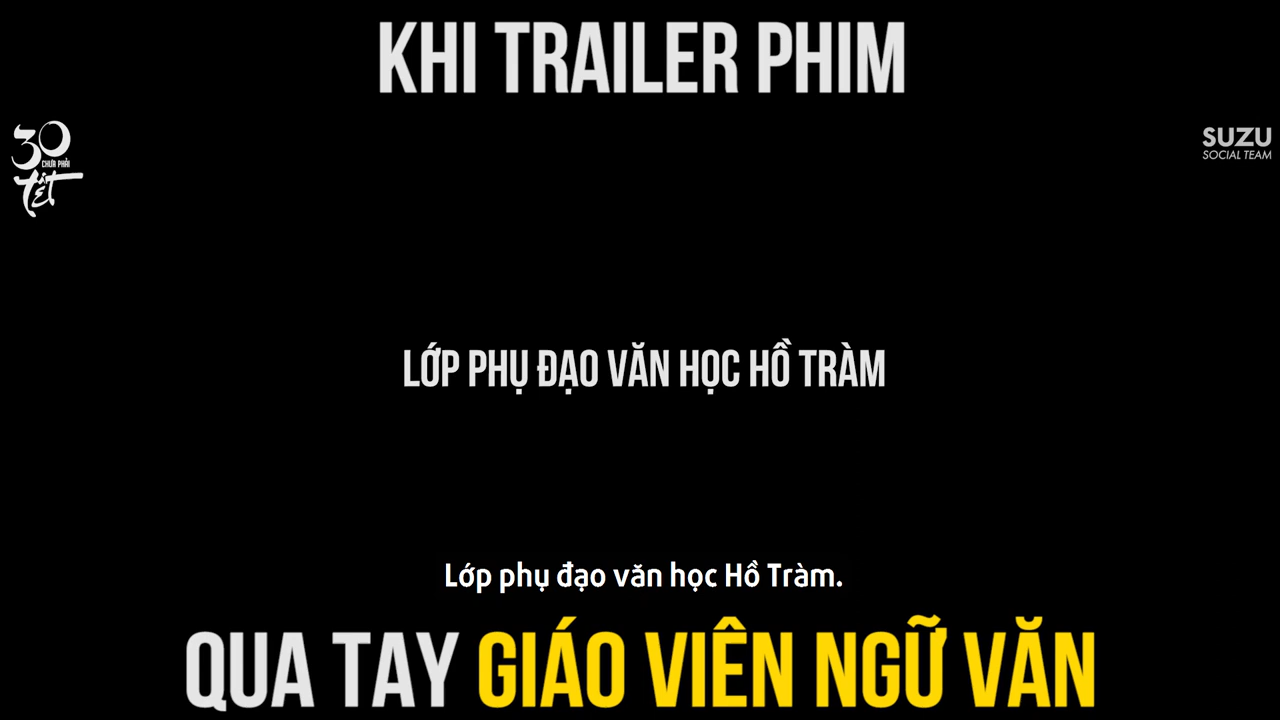 KHI TRAILER PHIM
30
CHƯA PHẢI
tết
SUZU
SOCIAL TEAM
LỚP PHỤ ĐẠO VĂN HỌC HỒ TRÀM
Lớp phụ đạo văn học Hồ Tràm.
QUA TAY GIÁO VIÊN NGỮ VĂN